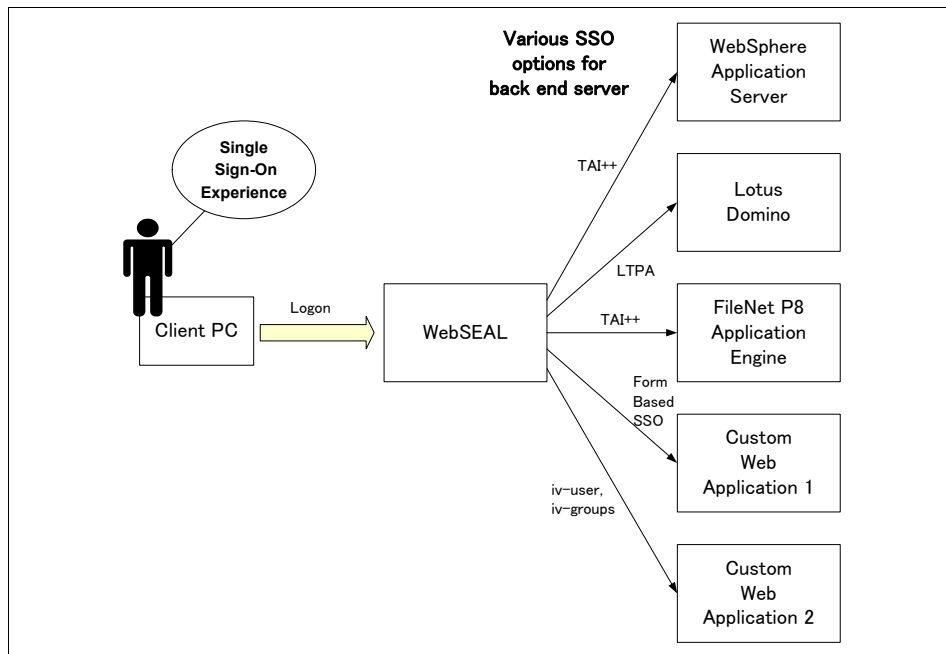 Various SSO
options for
back end server
Single
Sign-On
Experience
Client PC
Logon
WebSEAL
TAI++
LTPA
TAI++
Form
Based
SSO
iv-user,
iv-groups
WebSphere
Application
Server
Lotus
Domino
FileNet P8
Application
Engine
Custom
Web
Application 1
Custom
Web
Application 2